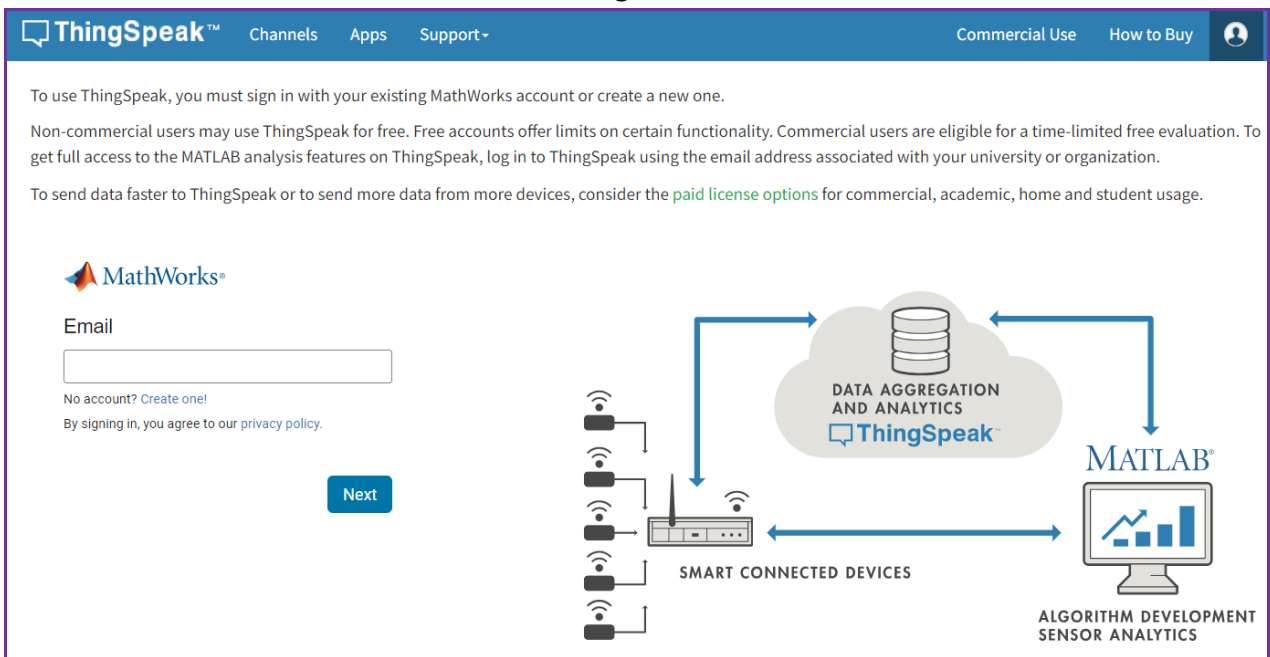 ThingSpeak™ Channels Apps Support Commercial Use How to Buy
To use ThingSpeak, you must sign in with your existing MathWorks account or create a new one.
Non-commercial users may use ThingSpeak for free. Free accounts offer limits on certain functionality. Commercial users are eligible for a time-limited free evaluation. To
get full access to the MATLAB analysis features on ThingSpeak, log in to ThingSpeak using the email address associated with your university or organization.
To send data faster to ThingSpeak or to send more data from more devices, consider the paid license options for commercial, academic, home and student usage.
MathWorks®
Email
No account? Create one!
By signing in, you agree to our privacy policy.
Next
DATA AGGREGATION
AND ANALYTICS
ThingSpeak™
MATLAB®
SMART CONNECTED DEVICES
ALGORITHM DEVELOPMENT
SENSOR ANALYTICS